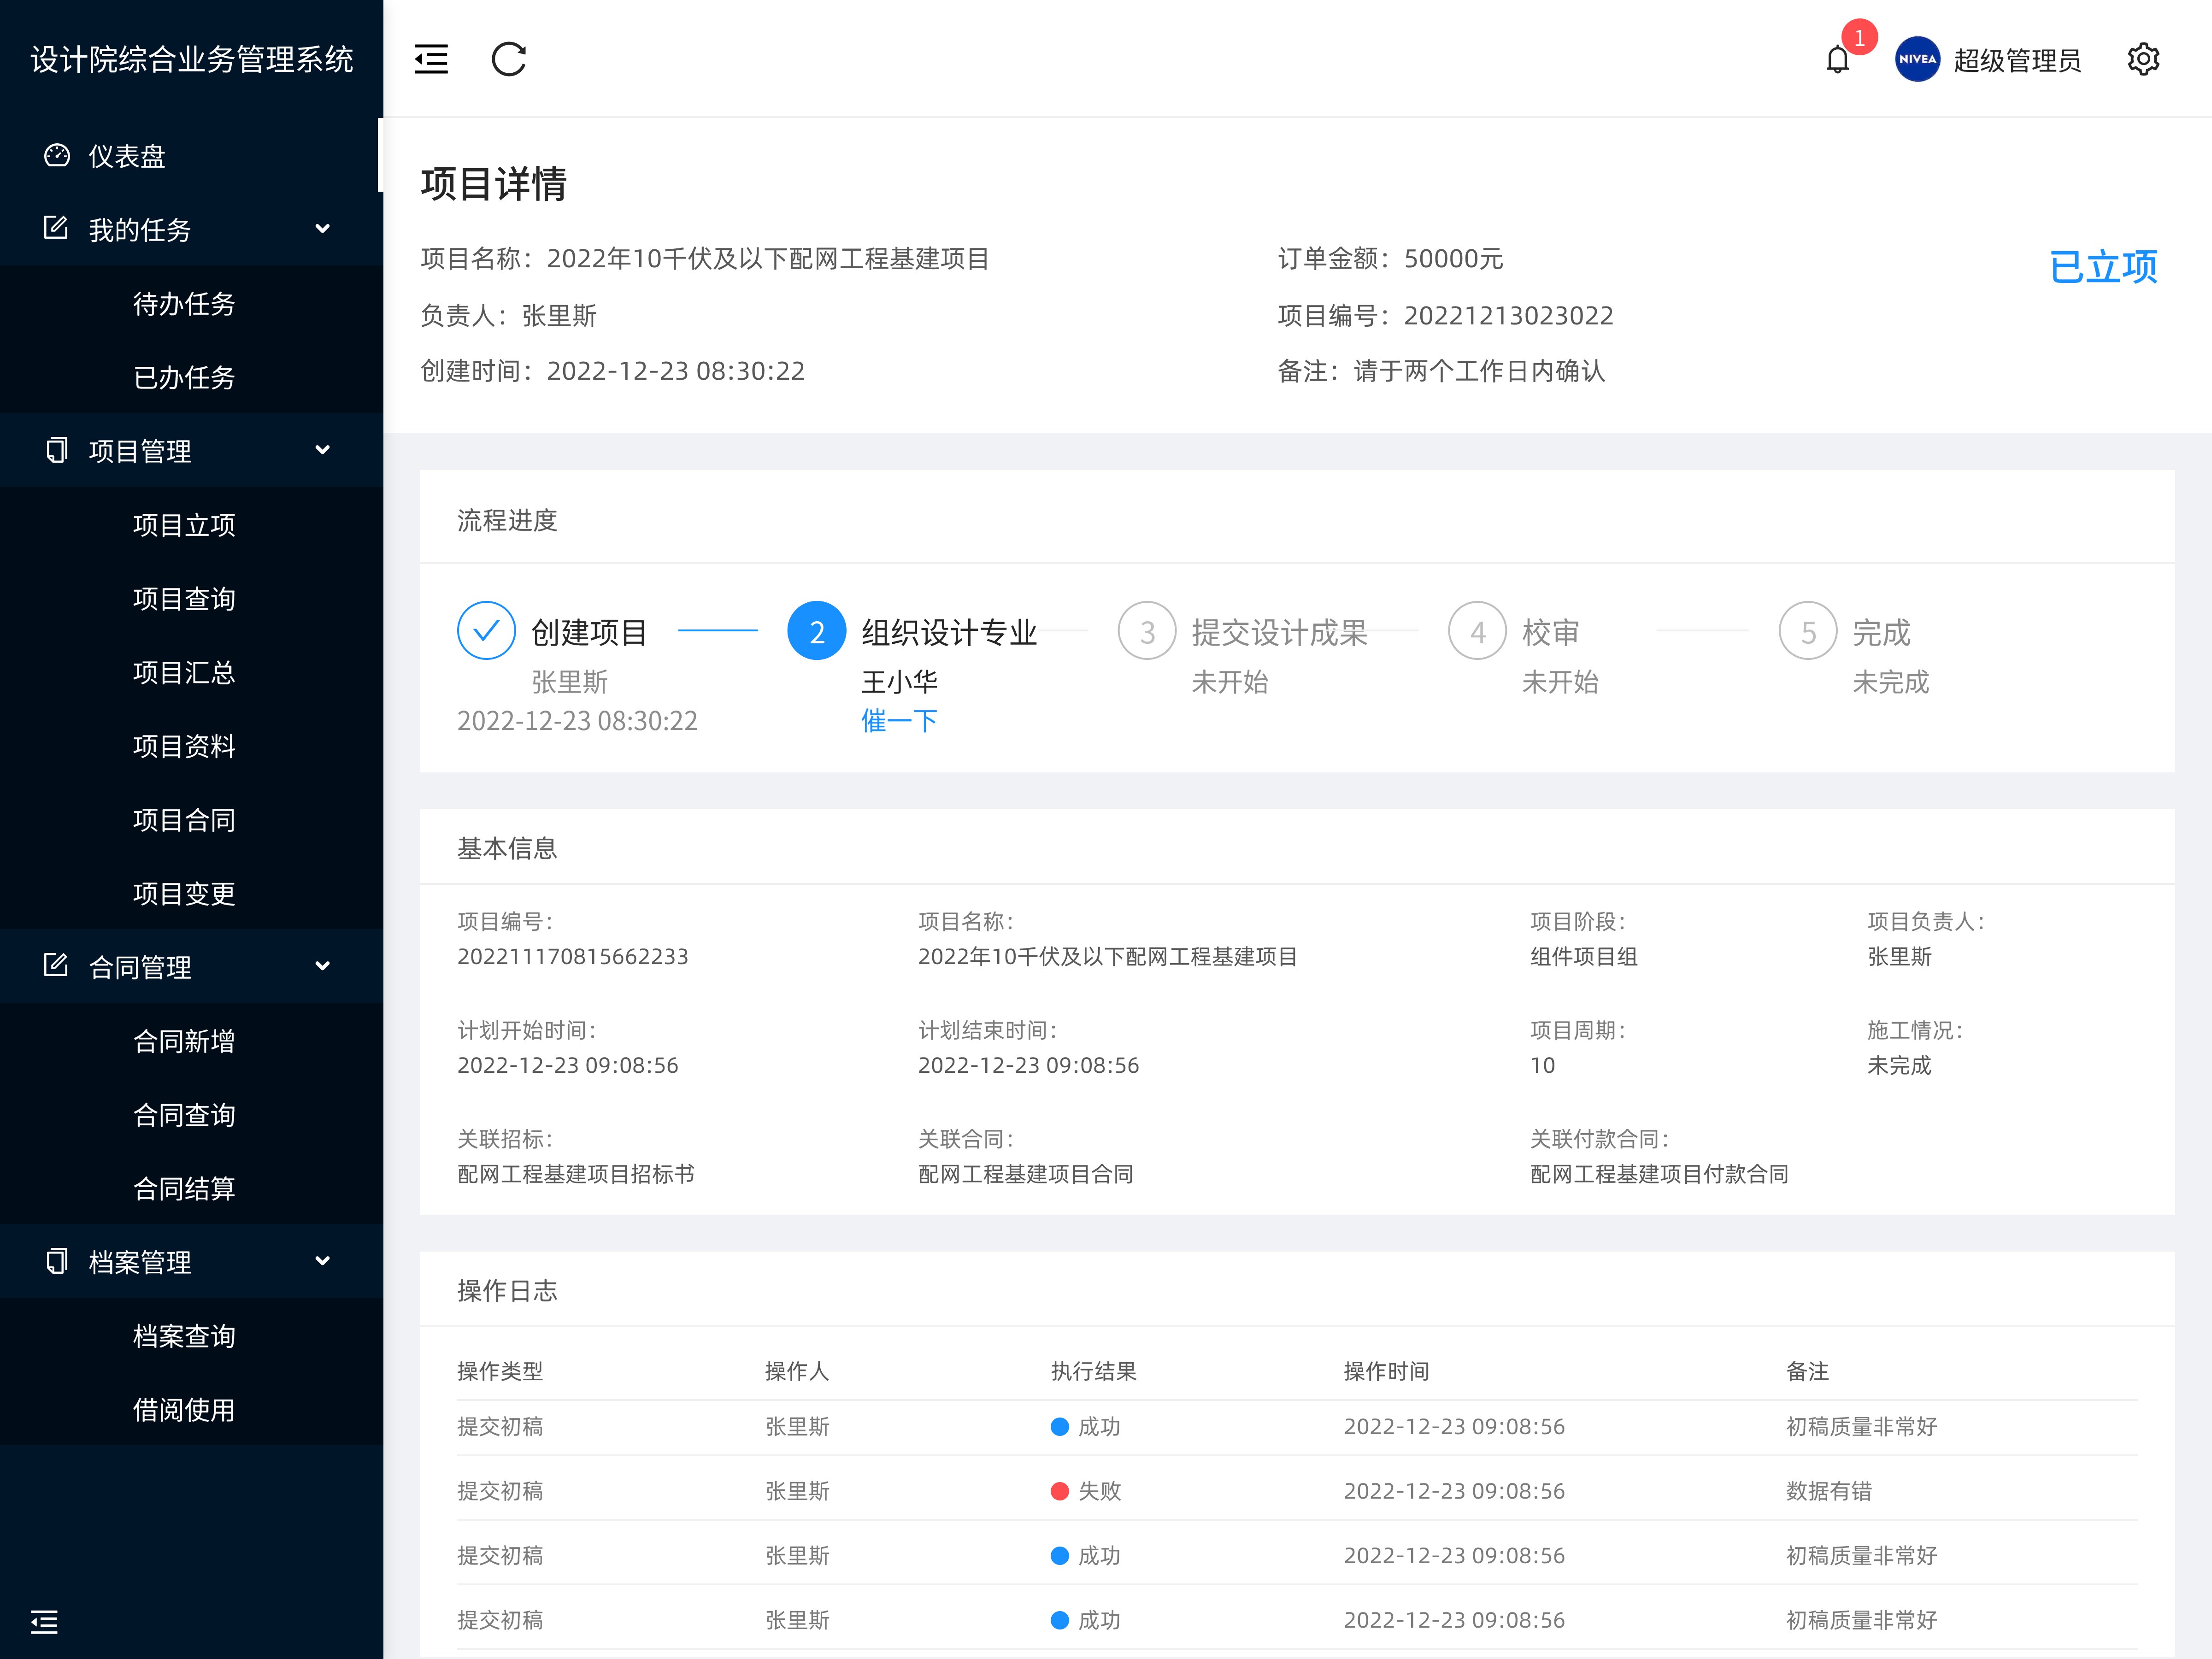 设计院综合业务管理系统
仪表盘
我的任务
待办任务
已办任务
项目管理
项目立项
项目查询
项目汇总
项目资料
项目合同
项目变更
合同管理
合同新增
合同查询
合同结算
档案管理
档案查询
借阅使用
1
NIVEA 超级管理员
项目详情
项目名称：2022年10千伏及以下配网工程基建项目 订单金额：50000元 已立项
负责人：张里斯 项目编号：20221213023022
创建时间：2022-12-23 08:30:22 备注：请于两个工作日内确认
流程进度
创建项目 2 组织设计专业 3 提交设计成果 4 校审 5 完成
张里斯 王小华 未开始 未开始 未完成
2022-12-23 08:30:22 催一下
基本信息
项目编号： 项目名称： 项目阶段： 项目负责人：
202211170815662233 2022年10千伏及以下配网工程基建项目 组件项目组 张里斯
计划开始时间： 计划结束时间： 项目周期： 施工情况：
2022-12-23 09:08:56 2022-12-23 09:08:56 10 未完成
关联招标： 关联合同： 关联付款合同：
配网工程基建项目招标书 配网工程基建项目合同 配网工程基建项目付款合同
操作日志
操作类型 操作人 执行结果 操作时间 备注
提交初稿 张里斯 成功 2022-12-23 09:08:56 初稿质量非常好
提交初稿 张里斯 失败 2022-12-23 09:08:56 数据有错
提交初稿 张里斯 成功 2022-12-23 09:08:56 初稿质量非常好
提交初稿 张里斯 成功 2022-12-23 09:08:56 初稿质量非常好